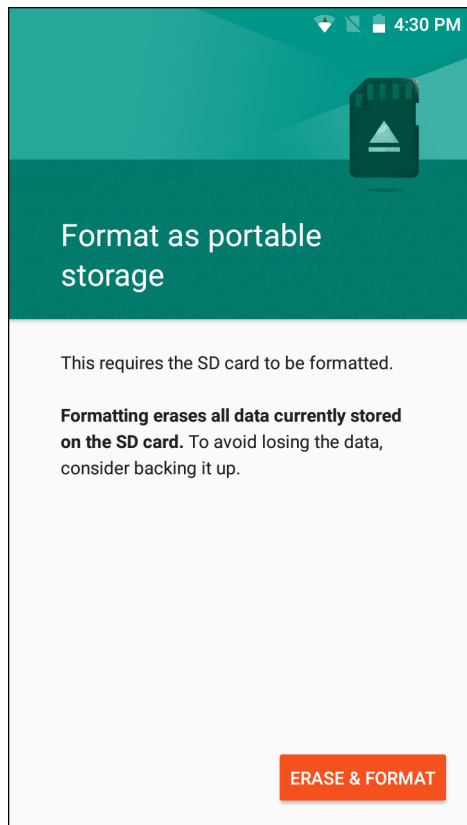 4:30 PM
Format as portable
storage
This requires the SD card to be formatted.
Formatting erases all data currently stored
on the SD card. To avoid losing the data,
consider backing it up.
ERASE & FORMAT